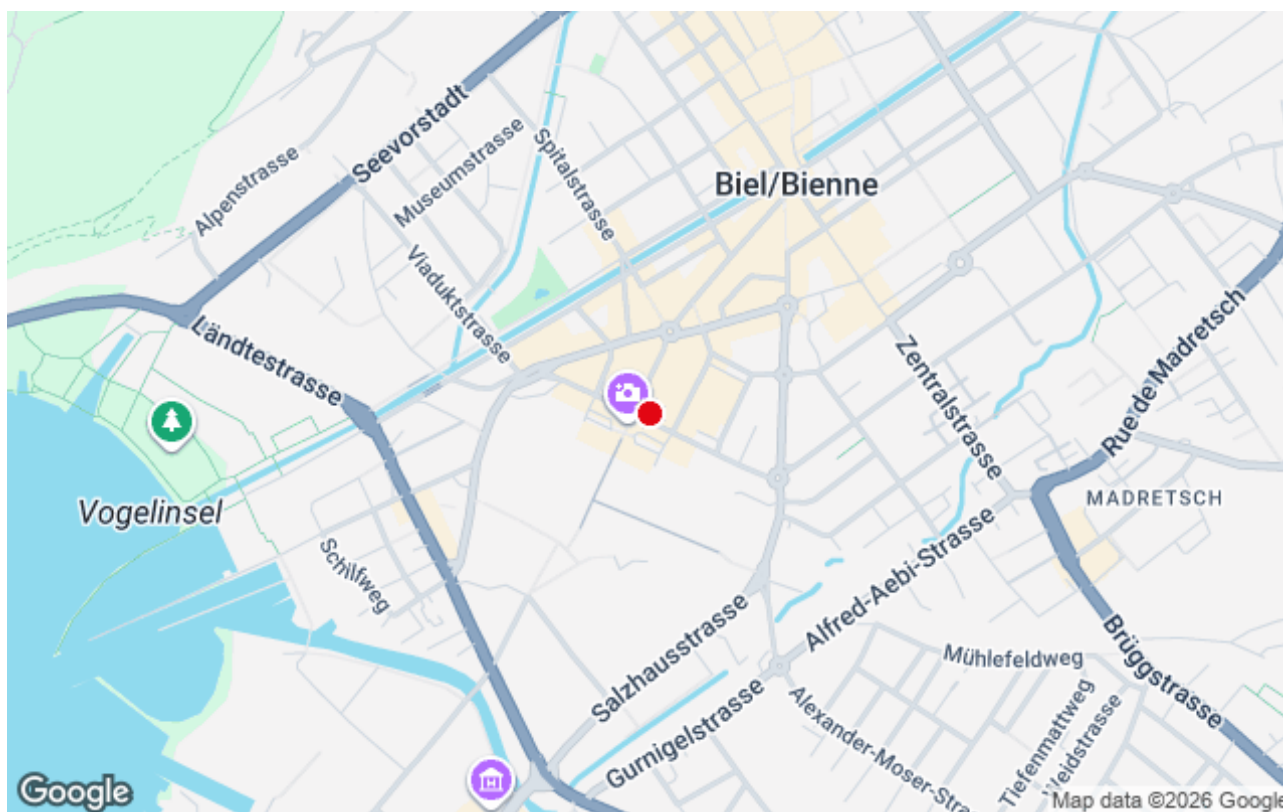 Seevorstadt
Museumstrasse
Spitalstrasse
Alpenstrasse
Biel/Bienne
Viaduktstrasse
Ländtestrasse
Zentralstrasse
Rue de Madretsch
Vogelinsel
MADRETSCH
Schilfweg
Alfred-Aebi-Strasse
Salzhausstrasse
Mühlefeldweg
Brüggstrasse
Gurnigelstrasse
Alexander-Moser-Stra
Tiefenmattweg
Weidstrasse
H
Google
Map data ©2026 Google